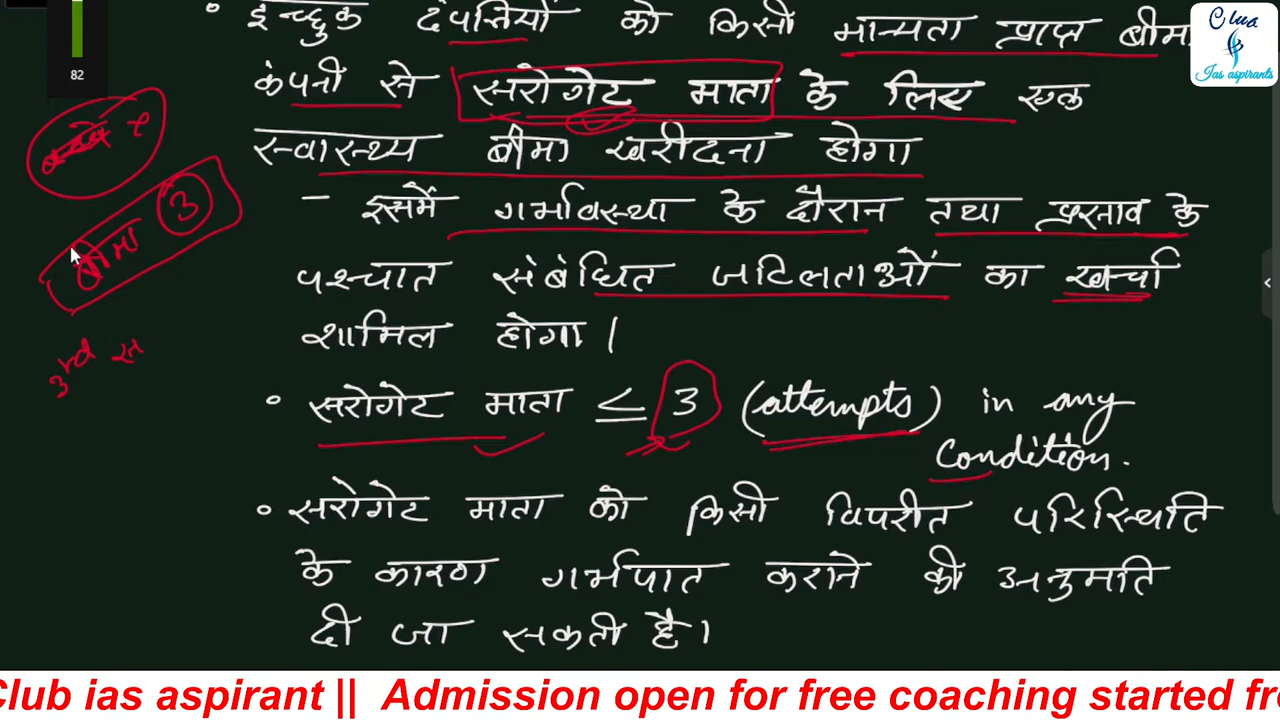 82
Club
Ias aspirants
• इच्छुक दंपत्तियों को किसी मान्यता प्राप्त बीमा
कंपनी से सरोगेट माता के लिए एक
स्वास्थ्य बीमा खरीदना होगा
- इसमें गर्भावस्था के दौरान तथा प्रसव के
पश्चात संबंधित जटिलताओं का खर्चा
शामिल होगा |
बीमा 3
3rd
• सरोगेट माता ≤ 3 (attempts) in any
condition.
• सरोगेट माता को किसी विपरीत परिस्थिति
के कारण गर्भपात कराने की अनुमति
दी जा सकती है।
Club ias aspirant || Admission open for free coaching started fr